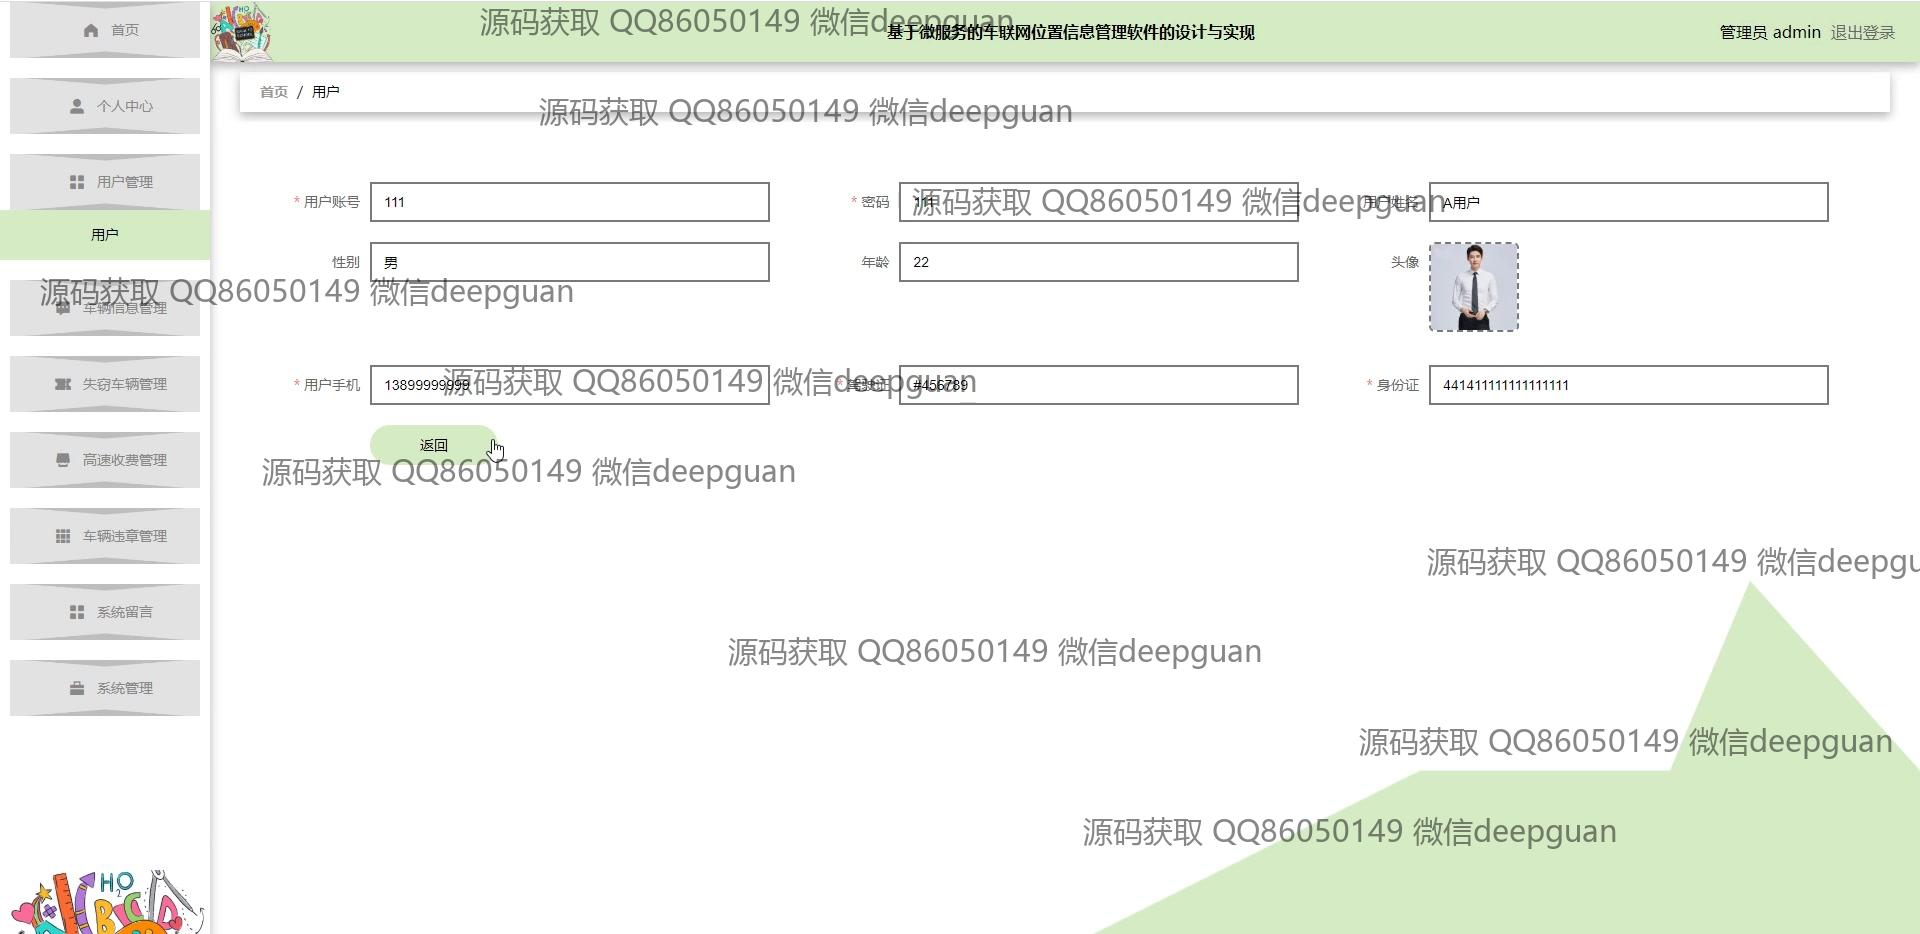 首页
源码获取 QQ86050149 微信deepguan
基于微服务的车联网位置信息管理软件的设计与实现
管理员 admin 退出登录
首页 / 用户
源码获取 QQ86050149 微信deepguan
个人中心
用户管理
用户
车辆信息管理
失窃车辆管理
高速收费管理
车辆违章管理
系统留言
系统管理
* 用户账号 111
* 密码 111
源码获取 QQ86050149 微信deepguan
用户姓名 A用户
性别 男
年龄 22
头像
源码获取 QQ86050149 微信deepguan
* 用户手机 13899999999
源码获取 QQ86050149 微信deepguan
* 驾驶证 #456789
* 身份证 441411111111111111
返回
源码获取 QQ86050149 微信deepguan
源码获取 QQ86050149 微信deepgu
源码获取 QQ86050149 微信deepguan
源码获取 QQ86050149 微信deepguan
源码获取 QQ86050149 微信deepguan
HO
2